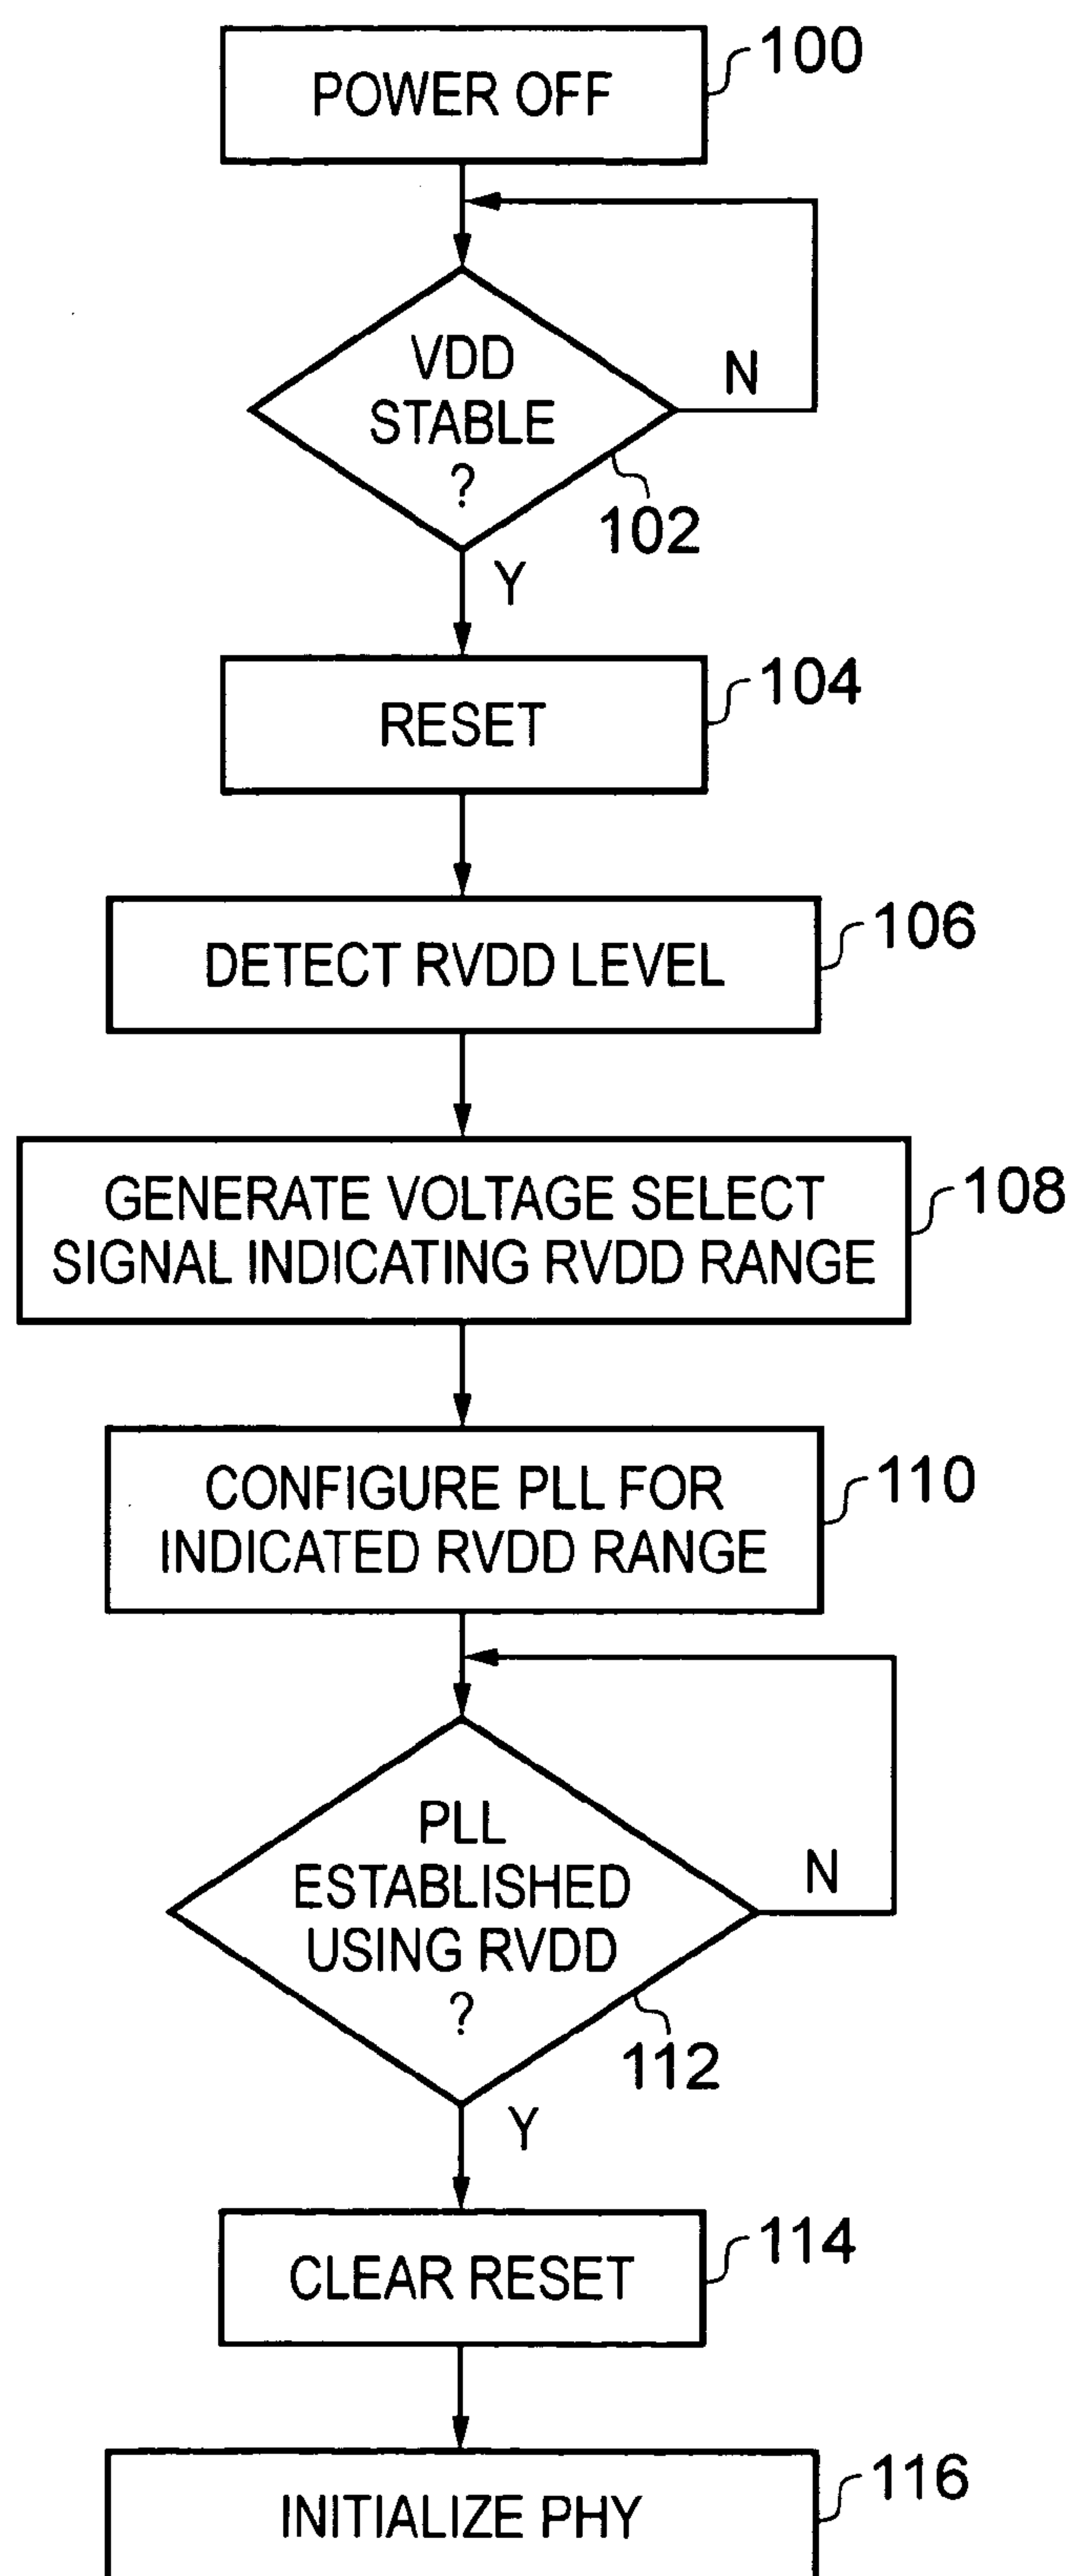 POWER OFF
100
VDD
STABLE
?
N
102
Y
RESET
104
DETECT RVDD LEVEL
106
GENERATE VOLTAGE SELECT
SIGNAL INDICATING RVDD RANGE
108
CONFIGURE PLL FOR
INDICATED RVDD RANGE
110
PLL
ESTABLISHED
USING RVDD
?
N
112
Y
CLEAR RESET
114
INITIALIZE PHY
116